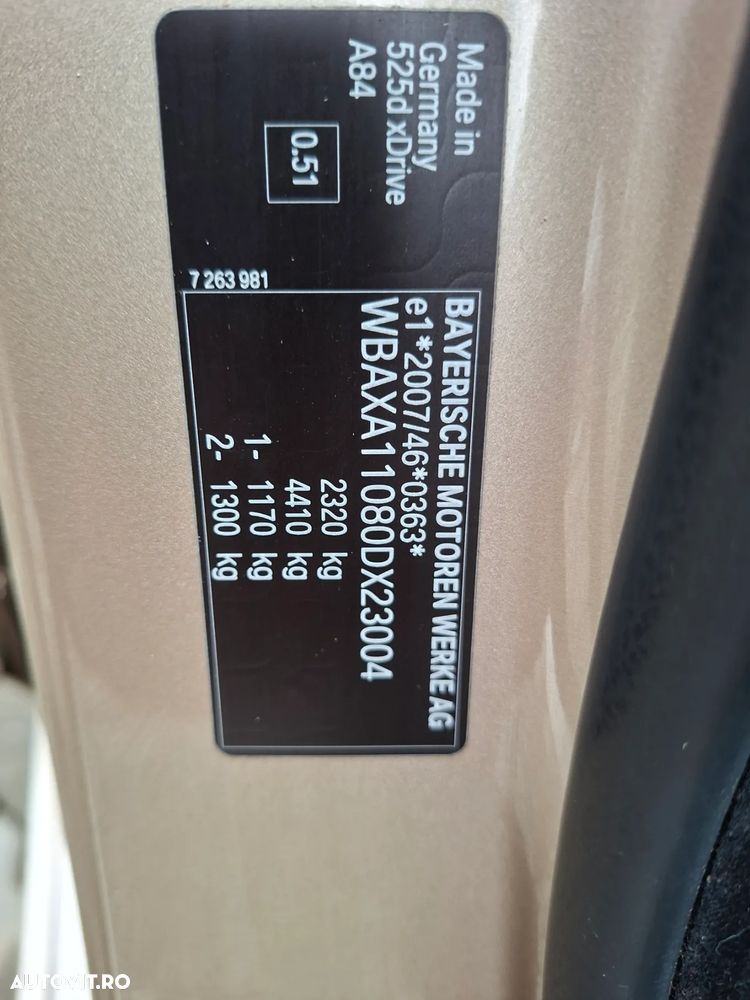 Made in
Germany
525d xDrive
A84
0.51
7 263 981
BAYERISCHE MOTOREN WERKE AG
e1*2007/46*0363*
WBAXA11080DX23004
2320 kg
4410 kg
1- 1170 kg
2- 1300 kg
AUTOVIT.RO